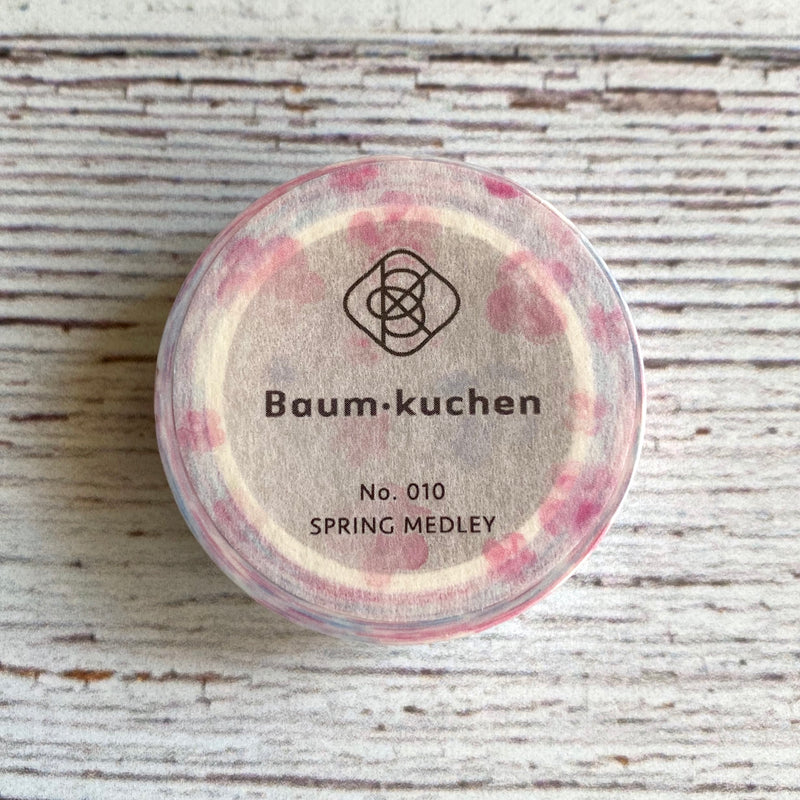 Baum·kuchen
No. 010
SPRING MEDLEY